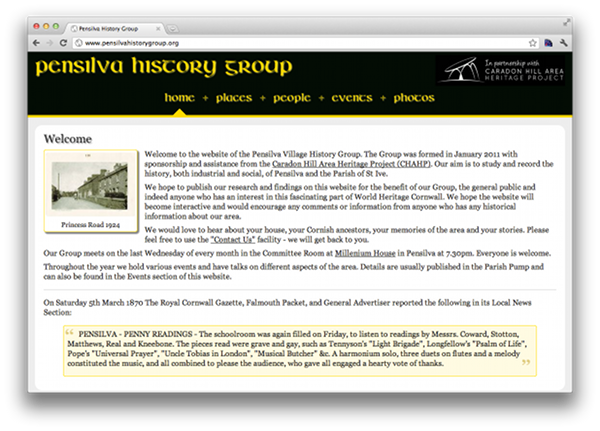 Pensilva History Group
www.pensilvahistorygroup.org
pensilva history group
In partnership with
CARADON HILL AREA
HERITAGE PROJECT
home + places + people + events + photos
Welcome
Welcome to the website of the Pensilva Village History Group. The Group was formed in January 2011 with
sponsorship and assistance from the Caradon Hill Area Heritage Project (CHAHP). Our aim is to study and record the
history, both industrial and social, of Pensilva and the Parish of St Ive.
We hope to publish our research and findings on this website for the benefit of our Group, the general public and
indeed anyone who has an interest in this fascinating part of World Heritage Cornwall. We hope the website will
become interactive and would encourage any comments or information from anyone who has any historical
information about our area.
Princess Road 1924
We would love to hear about your house, your Cornish ancestors, your memories of the area and your stories. Please
feel free to use the "Contact Us" facility - we will get back to you.
Our Group meets on the last Wednesday of every month in the Committee Room at Millenium House in Pensilva at 7.30pm. Everyone is welcome.
Throughout the year we hold various events and have talks on different aspects of the area. Details are usually published in the Parish Pump and
can also be found in the Events section of this website.
On Saturday 5th March 1870 The Royal Cornwall Gazette, Falmouth Packet, and General Advertiser reported the following in its Local News
Section:
“ PENSILVA - PENNY READINGS - The schoolroom was again filled on Friday, to listen to readings by Messrs. Coward, Stotton,
Matthews, Real and Kneebone. The pieces read were grave and gay, such as Tennyson's "Light Brigade", Longfellow's "Psalm of Life",
Pope's "Universal Prayer", "Uncle Tobias in London", "Musical Butcher" &c. A harmonium solo, three duets on flutes and a melody
constituted the music, and all combined to please the audience, who gave all engaged a hearty vote of thanks. ”